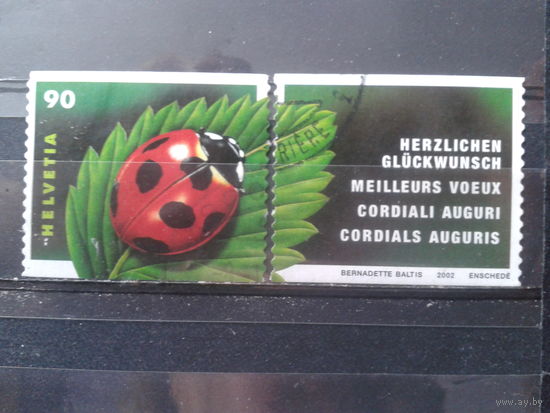 90
HELVETIA
HERZLICHEN
GLÜCKWUNSCH
MEILLEURS VOEUX
CORDIALI AUGURI
CORDIALS AUGURIS
BERNADETTE BALTIS 2002 ENSCHEDÉ
www.ay.by